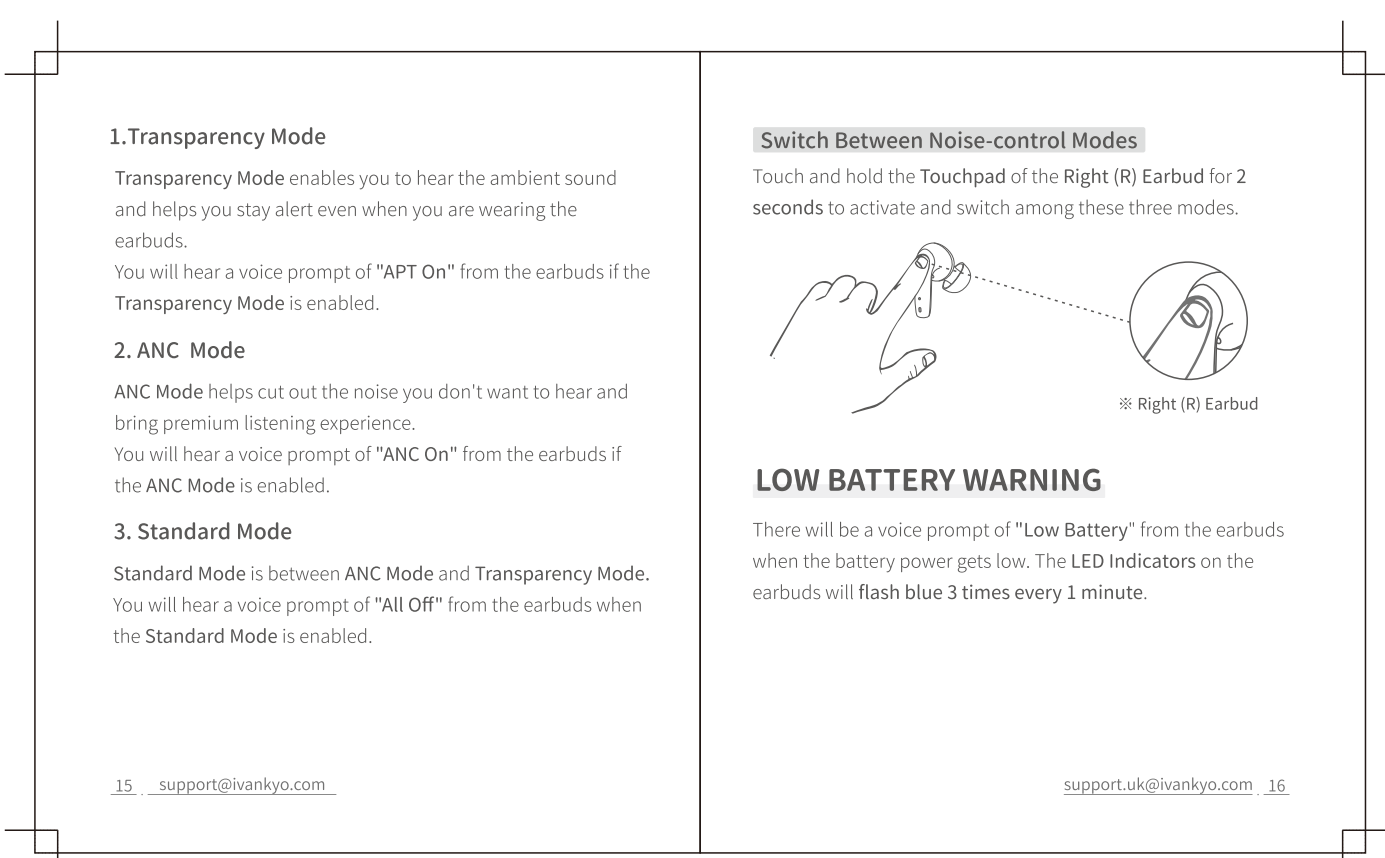 1.Transparency Mode
Transparency Mode enables you to hear the ambient sound
and helps you stay alert even when you are wearing the
earbuds.
You will hear a voice prompt of "APT On" from the earbuds if the
Transparency Mode is enabled.
2. ANC  Mode
ANC Mode helps cut out the noise you don't want to hear and
bring premium listening experience.
You will hear a voice prompt of "ANC On" from the earbuds if
the ANC Mode is enabled.
3. Standard Mode
Standard Mode is between ANC Mode and Transparency Mode.
You will hear a voice prompt of "All Off" from the earbuds when
the Standard Mode is enabled.
15 . support@ivankyo.com
Switch Between Noise-control Modes
Touch and hold the Touchpad of the Right (R) Earbud for 2
seconds to activate and switch among these three modes.
※ Right (R) Earbud
LOW BATTERY WARNING
There will be a voice prompt of "Low Battery" from the earbuds
when the battery power gets low. The LED Indicators on the
earbuds will flash blue 3 times every 1 minute.
support.uk@ivankyo.com . 16